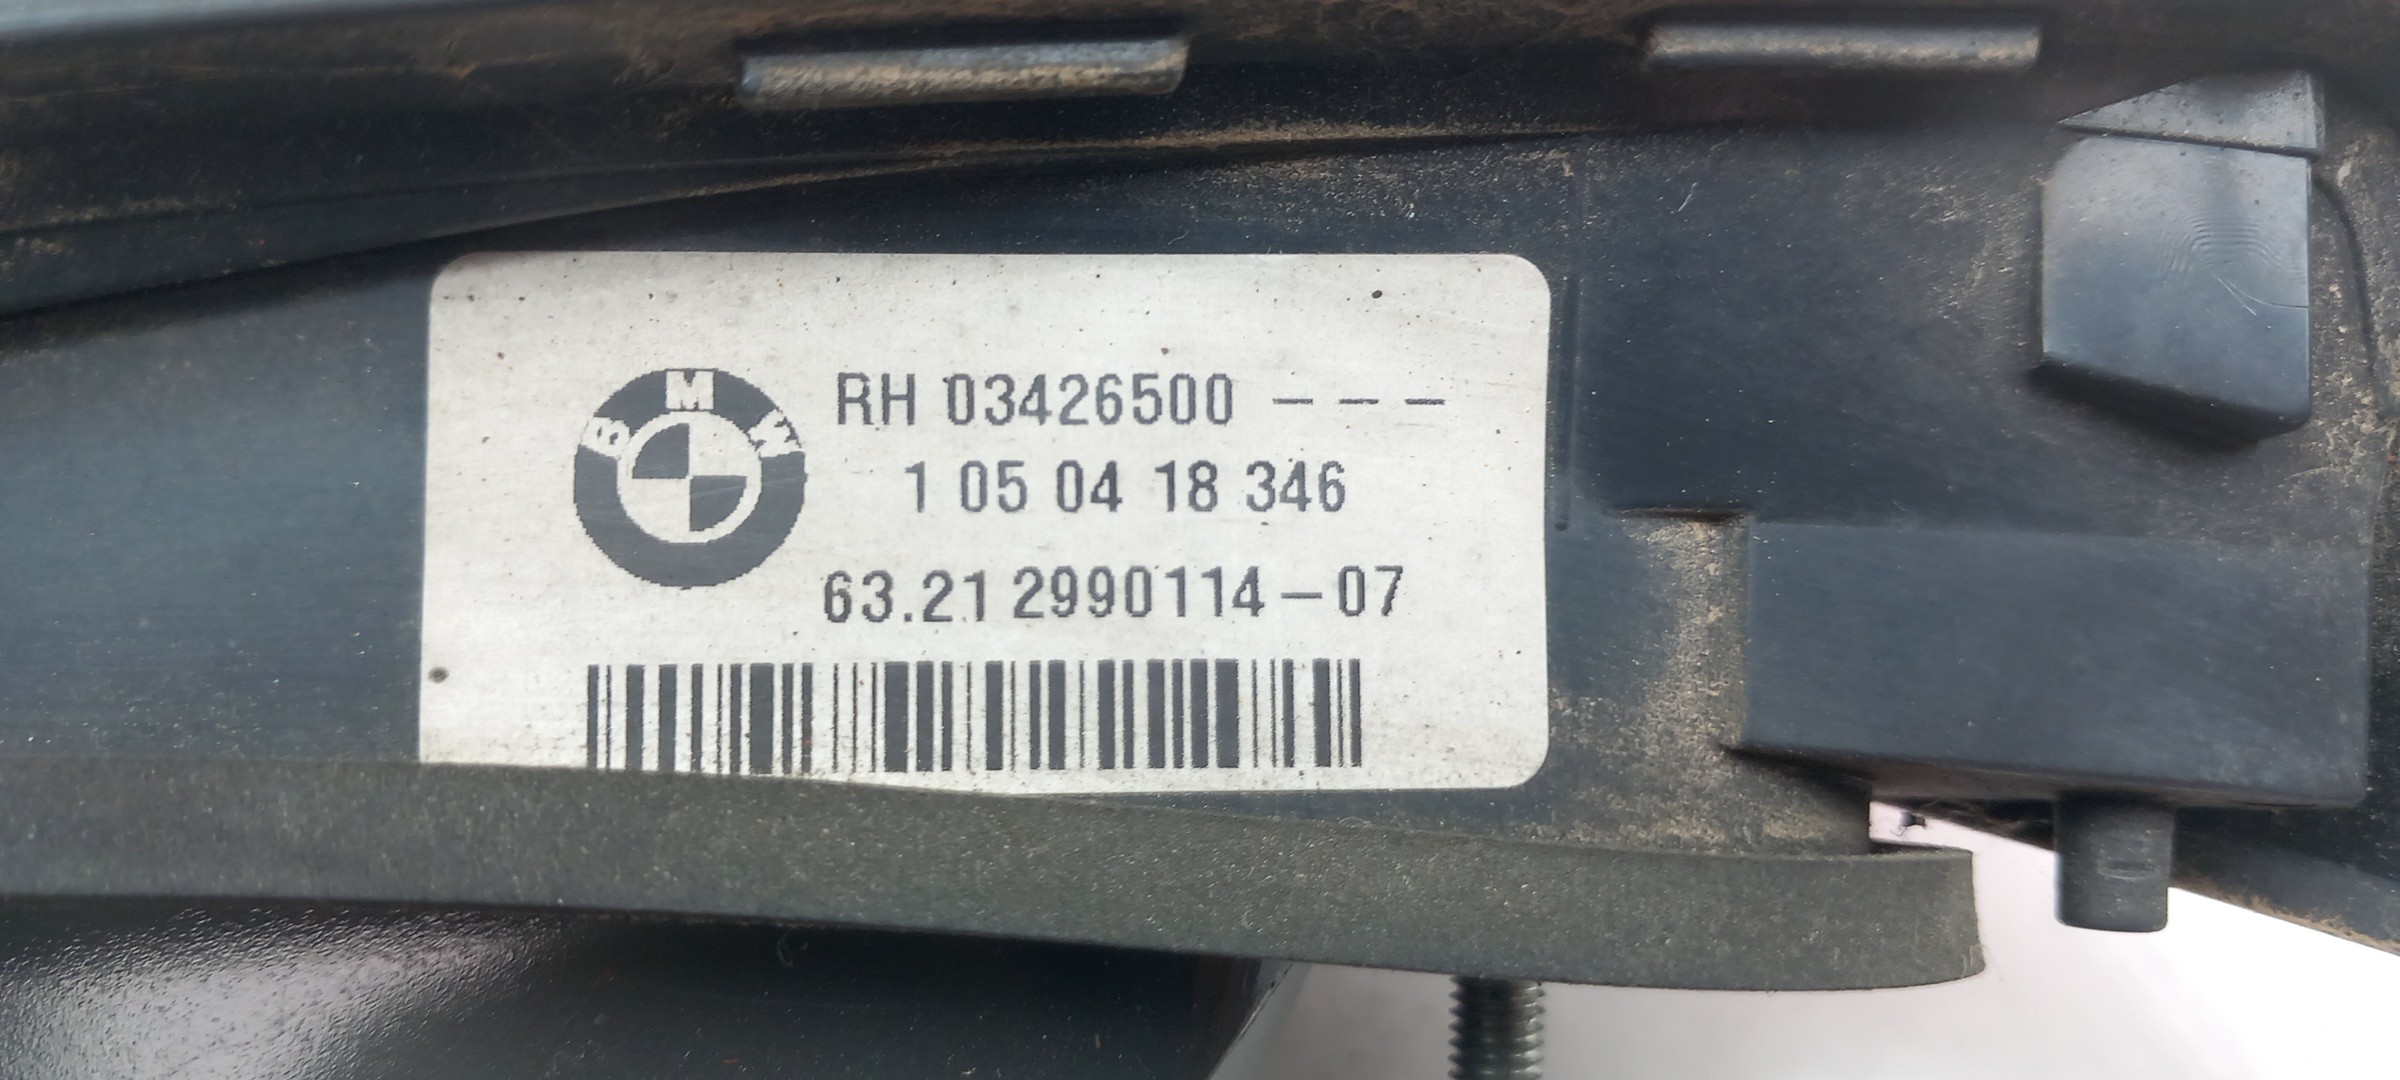 BMW
RH 03426500 - - -
1 05 04 18 346
63.21 2990114-07